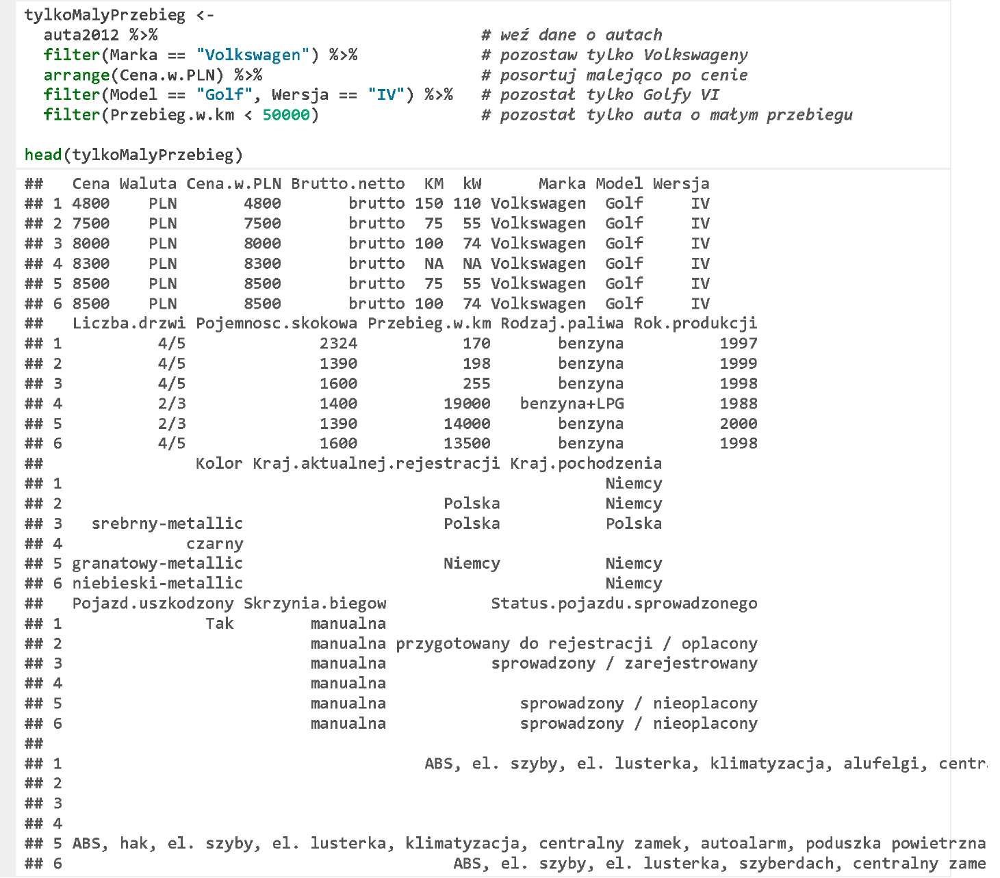 tylkoMalyPrzebieg <-
  auta2012 %>%                                  # weź dane o autach
  filter(Marka == "Volkswagen") %>%             # pozostaw tylko Volkswageny
  arrange(Cena.w.PLN) %>%                       # posortuj malejąco po cenie
  filter(Model == "Golf", Wersja == "IV") %>%   # pozostał tylko Golfy VI
  filter(Przebieg.w.km < 50000)                 # pozostał tylko auta o małym przebiegu
head(tylkoMalyPrzebieg)
##   Cena Waluta Cena.w.PLN Brutto.netto  KM  kW      Marka Model Wersja
## 1 4800    PLN       4800       brutto 150 110 Volkswagen  Golf     IV
## 2 7500    PLN       7500       brutto  75  55 Volkswagen  Golf     IV
## 3 8000    PLN       8000       brutto 100  74 Volkswagen  Golf     IV
## 4 8300    PLN       8300       brutto  NA  NA Volkswagen  Golf     IV
## 5 8500    PLN       8500       brutto  75  55 Volkswagen  Golf     IV
## 6 8500    PLN       8500       brutto 100  74 Volkswagen  Golf     IV
##   Liczba.drzwi Pojemnosc.skokowa Przebieg.w.km Rodzaj.paliwa Rok.produkcji
## 1          4/5              2324           170       benzyna          1997
## 2          4/5              1390           198       benzyna          1999
## 3          4/5              1600           255       benzyna          1998
## 4          2/3              1400         19000   benzyna+LPG          1988
## 5          2/3              1390         14000       benzyna          2000
## 6          4/5              1600         13500       benzyna          1998
##                Kolor Kraj.aktualnej.rejestracji Kraj.pochodzenia
## 1                                                         Niemcy
## 2                                        Polska           Niemcy
## 3   srebrny-metallic                     Polska           Polska
## 4             czarny
## 5 granatowy-metallic                     Niemcy           Niemcy
## 6 niebieski-metallic                                      Niemcy
##   Pojazd.uszkodzony Skrzynia.biegow           Status.pojazdu.sprowadzonego
## 1               Tak        manualna
## 2                          manualna przygotowany do rejestracji / oplacony
## 3                          manualna           sprowadzony / zarejestrowany
## 4                          manualna
## 5                          manualna              sprowadzony / nieoplacony
## 6                          manualna              sprowadzony / nieoplacony
##
## 1                                      ABS, el. szyby, el. lusterka, klimatyzacja, alufelgi, centr
## 2
## 3
## 4
## 5 ABS, hak, el. szyby, el. lusterka, klimatyzacja, centralny zamek, autoalarm, poduszka powietrzna
## 6                                         ABS, el. szyby, el. lusterka, szyberdach, centralny zame